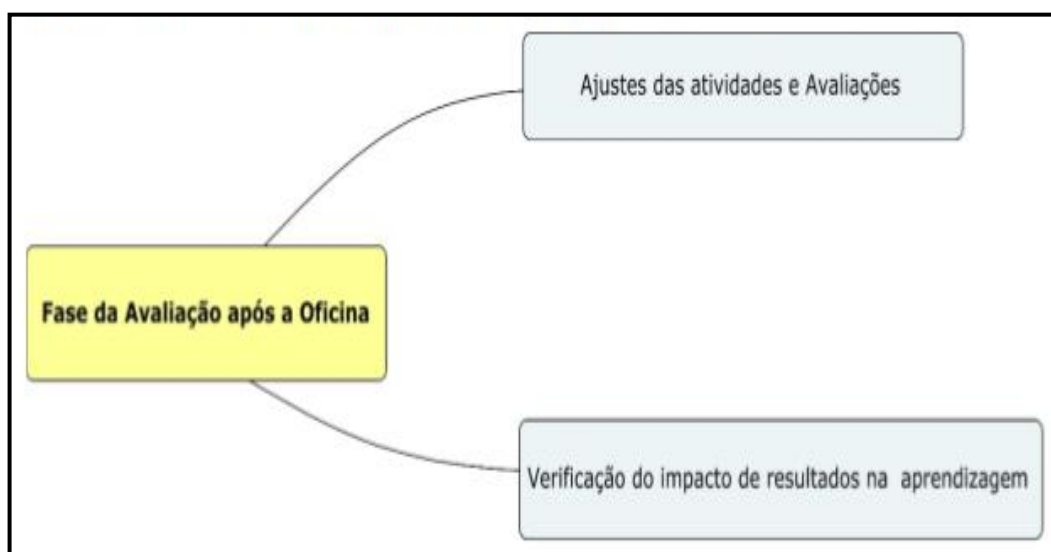 Ajustes das atividades e Avaliações
Fase da Avaliação após a Oficina
Verificação do impacto de resultados na aprendizagem